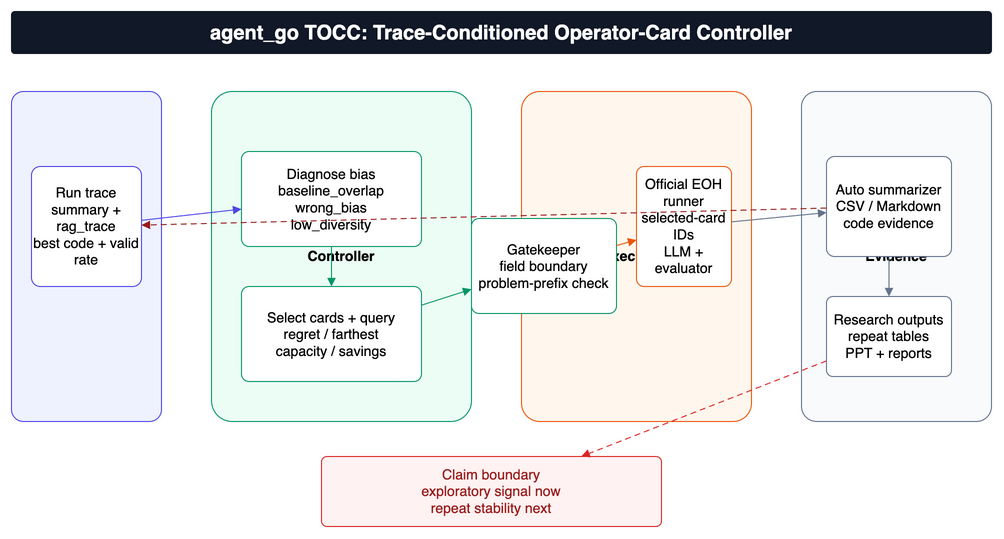 agent_go TOCC: Trace-Conditioned Operator-Card Controller
Run trace
summary +
rag_trace
best code + valid
rate
Diagnose bias
baseline_overlap
wrong_bias
low_diversity
Controller
Select cards + query
regret / farthest
capacity / savings
Gatekeeper
field boundary
problem-prefix check
Official EOH
runner
selected-card
IDs
LLM +
evaluator
Auto summarizer
CSV / Markdown
code evidence
Evidence
Research outputs
repeat tables
PPT + reports
Claim boundary
exploratory signal now
repeat stability next